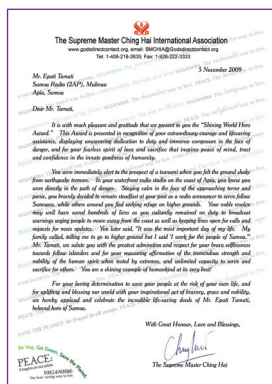 The Supreme Master Ching Hai International Association
www.godsdirectcontact.org, email: SMCHIA@Godsdirectcontact.org
Tel: 1-408-218-2635, Fax: 1-928-222-3333
5 November 2009
Mr. Epati Tamati
Samoa Radio (2AP), Mulinuu
Apia, Samoa
Dear Mr. Tamati,
It is with much pleasure and gratitude that we present to you the "Shining World Hero
Award." This Award is presented in recognition of your extraordinary courage and lifesaving
assistance, displaying unwavering dedication to duty and immense composure in the face of
danger, and for your fearless spirit of love and sacrifice that inspires peace of mind, trust
and confidence in the innate goodness of humanity.
You were immediately alert to the prospect of a tsunami when you felt the ground shake
from earthquake tremors. In your waterfront radio studio on the coast of Apia, you knew you
were directly in the path of danger. Staying calm in the face of the approaching terror and
panic, you bravely decided to remain steadfast at your post as a radio announcer to serve fellow
Samoans, while others around you fled seeking refuge on higher grounds. Your noble resolve
may well have saved hundreds of lives as you valiantly remained on duty to broadcast
warnings urging people to move away from the coast as well as keeping lines open for calls and
requests for news updates. You later said, "It was the most important day of my life. My
family called, telling me to go to higher ground but I said 'I work for the people of Samoa.'"
Mr. Tamati, we salute you with the greatest admiration and respect for your brave selflessness
towards fellow islanders and for your reassuring affirmation of the tremendous strength and
nobility of the human spirit when tested by extremes, and unlimited capacity to serve and
sacrifice for others. You are a shining example of humankind at its very best!
For your loving determination to save your people at the risk of your own life, and
for uplifting and blessing our world with your inspirational act of bravery, peace and nobility,
we hereby applaud and celebrate the incredible life-saving deeds of Mr. Epati Tamati,
beloved hero of Samoa.
With Great Honour, Love and Blessings,
The Supreme Master Ching Hai
Be Veg. Go Green. Save the Planet.
PEACE:
It begins on our plates.
VEGANISM:
The fine way to live.